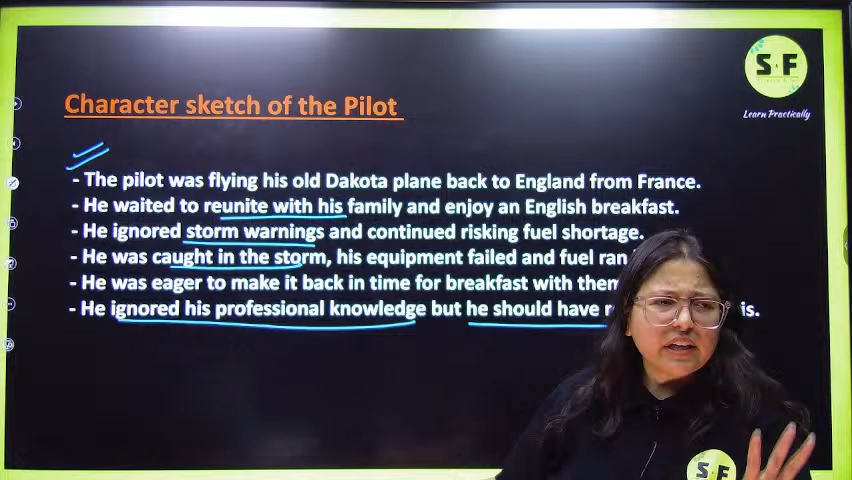 S F
Learn Practically
Character sketch of the Pilot
- The pilot was flying his old Dakota plane back to England from France.
- He waited to reunite with his family and enjoy an English breakfast.
- He ignored storm warnings and continued risking fuel shortage.
- He was caught in the storm, his equipment failed and fuel ran
- He was eager to make it back in time for breakfast with them
- He ignored his professional knowledge but he should have is.
S F